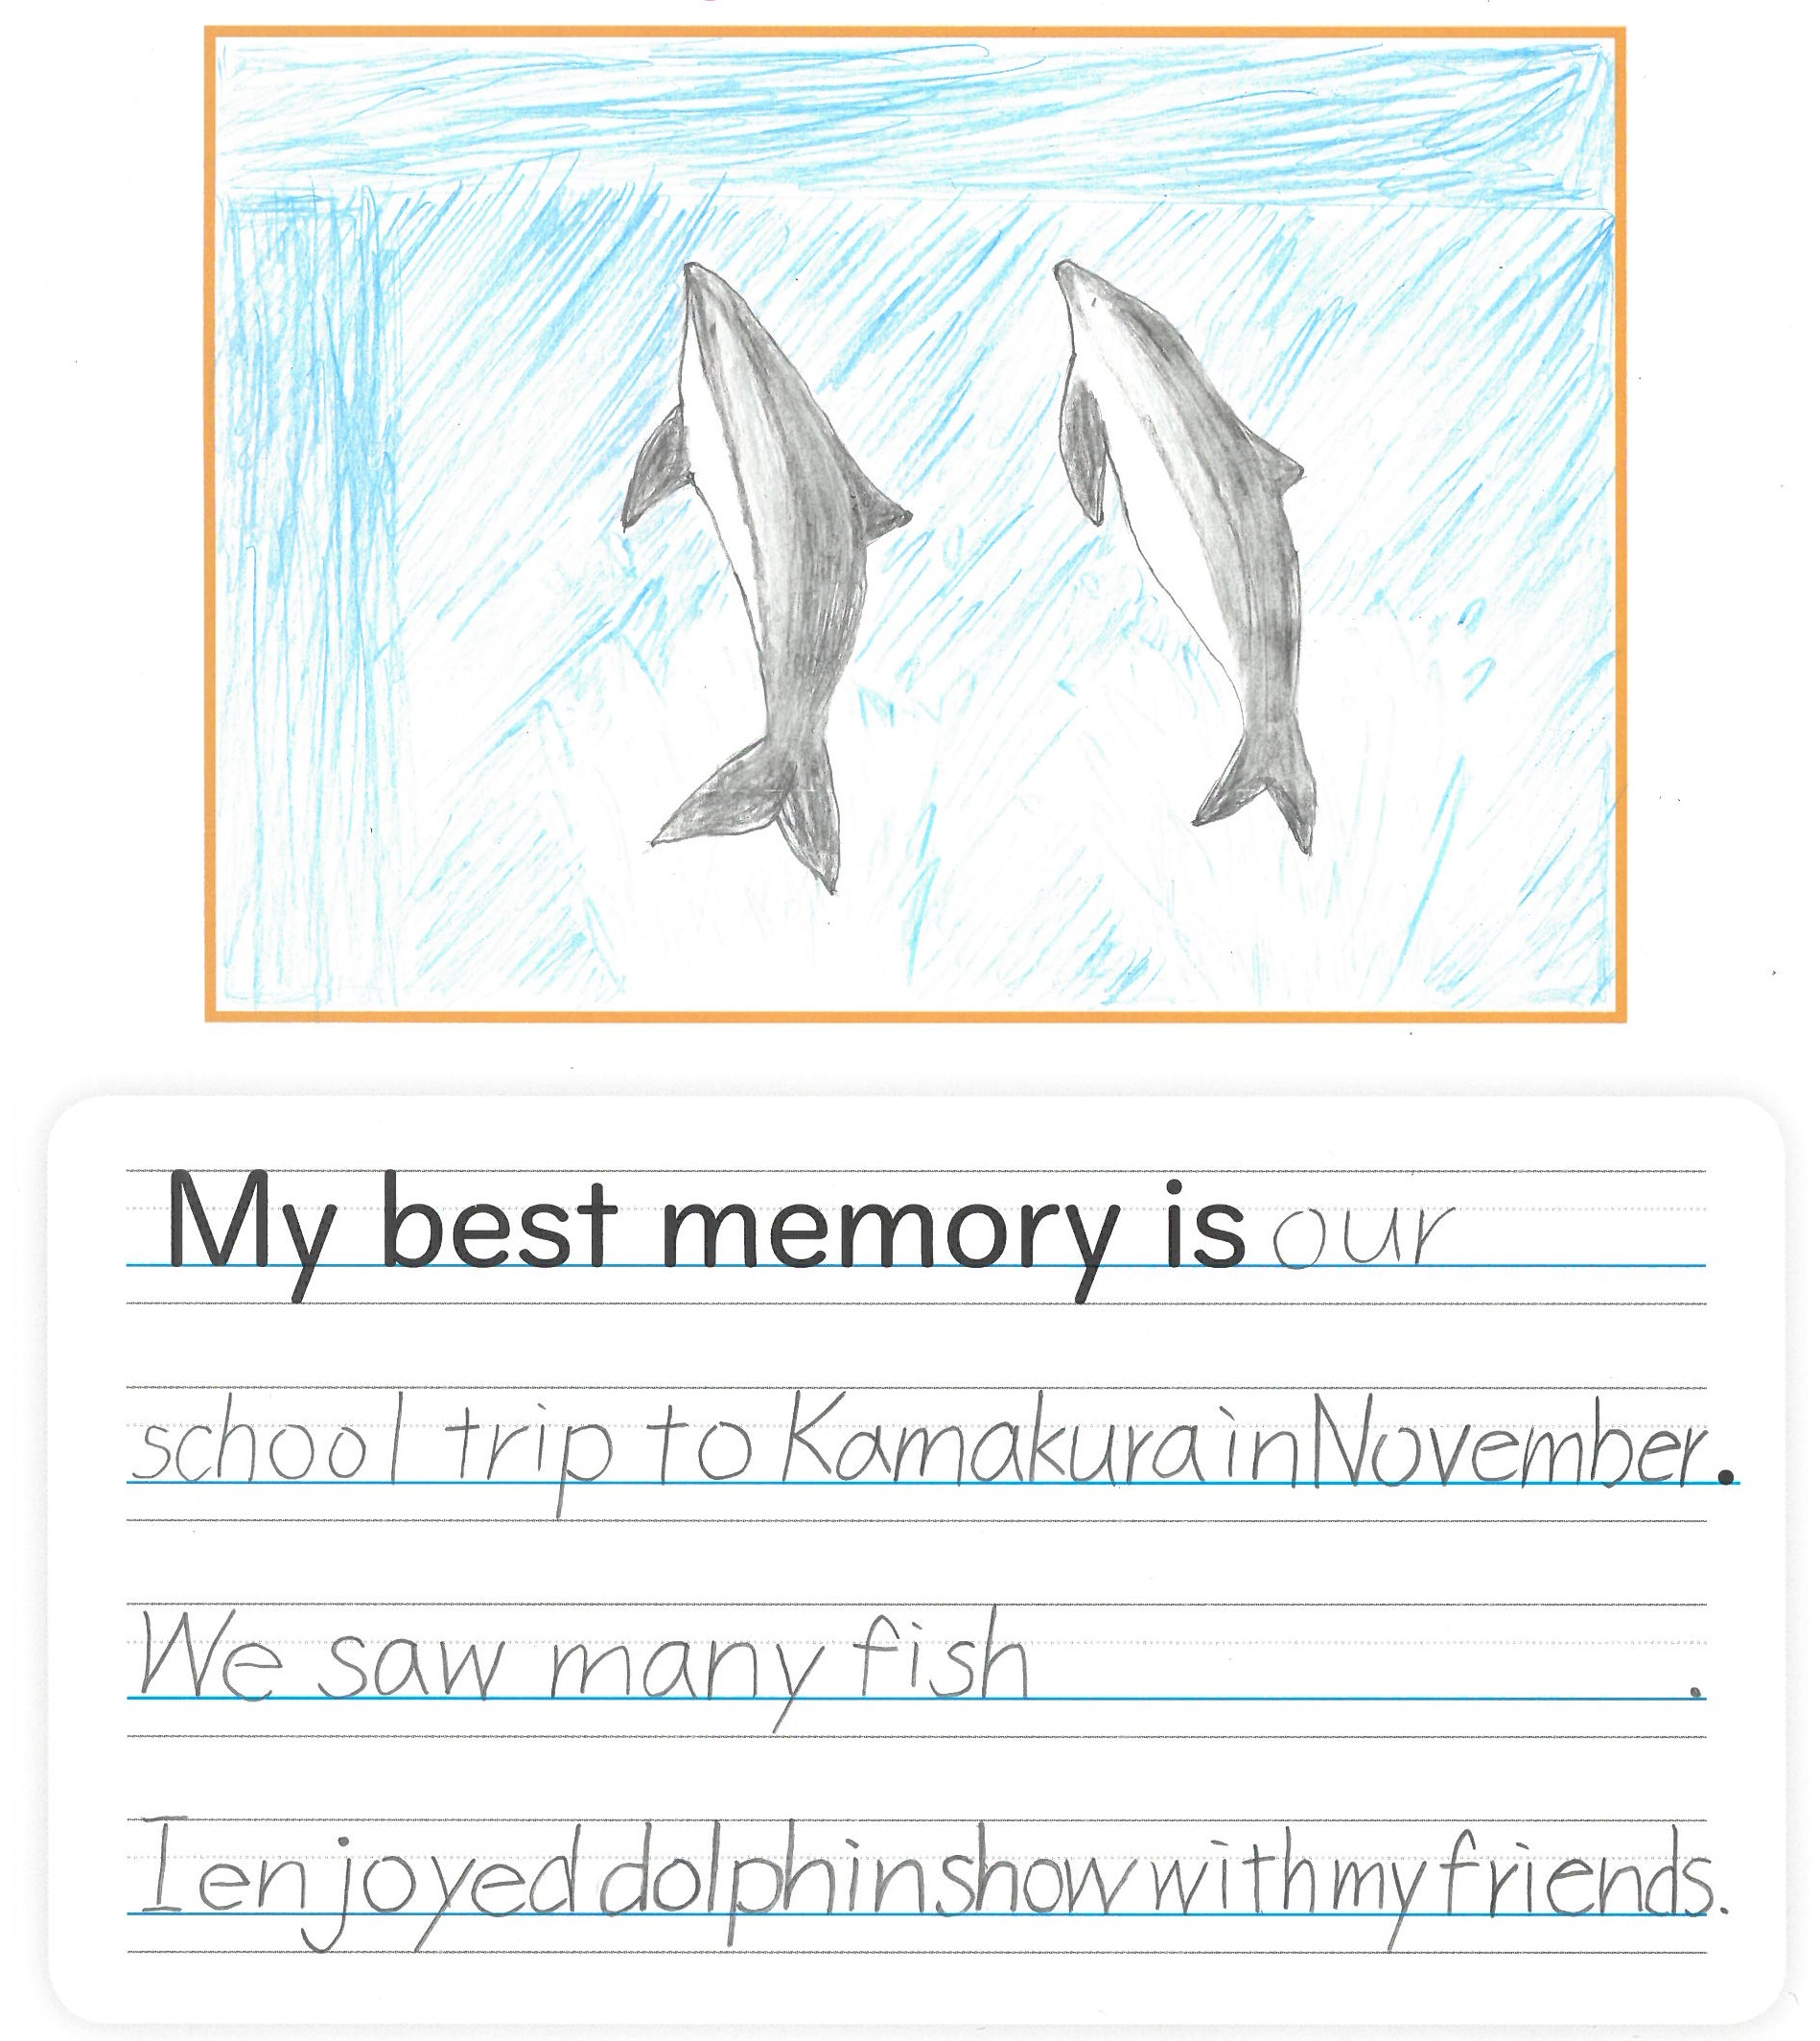 My best memory is our
school trip to Kamakura in November.
We saw many fish .
I enjoyed dolphin show with my friends.